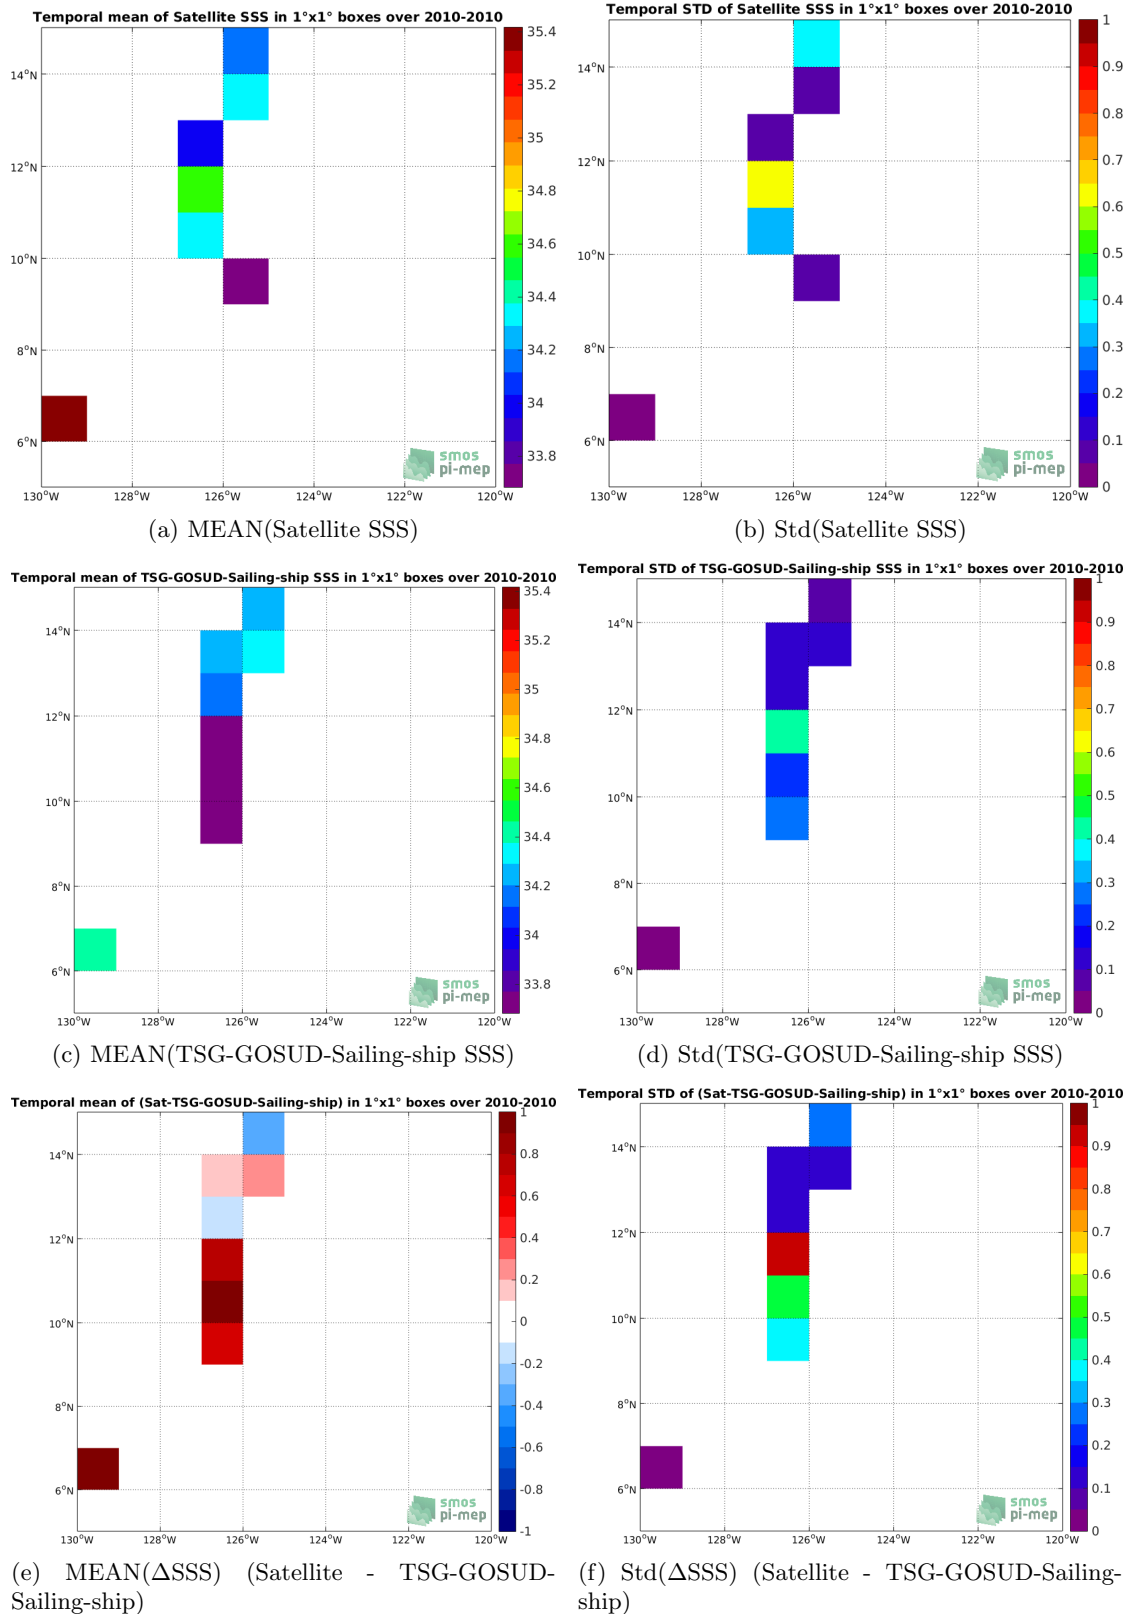 Temporal mean of Satellite SSS in 1°x1° boxes over 2010-2010
14°N
12°N
10°N
8°N
6°N
130°W
128°W
126°W
124°W
122°W
120°W
35.4
35.2
35
34.8
34.6
34.4
34.2
34
33.8
smos
pi-mep
(a) MEAN(Satellite SSS)
Temporal STD of Satellite SSS in 1°x1° boxes over 2010-2010
14°N
12°N
10°N
8°N
6°N
130°W
128°W
126°W
124°W
122°W
120°W
1
0.9
0.8
0.7
0.6
0.5
0.4
0.3
0.2
0.1
0
smos
pi-mep
(b) Std(Satellite SSS)
Temporal mean of TSG-GOSUD-Sailing-ship SSS in 1°x1° boxes over 2010-2010
14°N
12°N
10°N
8°N
6°N
130°W
128°W
126°W
124°W
122°W
120°W
35.4
35.2
35
34.8
34.6
34.4
34.2
34
33.8
smos
pi-mep
(c) MEAN(TSG-GOSUD-Sailing-ship SSS)
Temporal STD of TSG-GOSUD-Sailing-ship SSS in 1°x1° boxes over 2010-2010
14°N
12°N
10°N
8°N
6°N
130°W
128°W
126°W
124°W
122°W
120°W
1
0.9
0.8
0.7
0.6
0.5
0.4
0.3
0.2
0.1
0
smos
pi-mep
(d) Std(TSG-GOSUD-Sailing-ship SSS)
Temporal mean of (Sat-TSG-GOSUD-Sailing-ship) in 1°x1° boxes over 2010-2010
14°N
12°N
10°N
8°N
6°N
130°W
128°W
126°W
124°W
122°W
120°W
1
0.8
0.6
0.4
0.2
0
-0.2
-0.4
-0.6
-0.8
-1
smos
pi-mep
(e) MEAN(ΔSSS) (Satellite - TSG-GOSUD-
Sailing-ship)
Temporal STD of (Sat-TSG-GOSUD-Sailing-ship) in 1°x1° boxes over 2010-2010
14°N
12°N
10°N
8°N
6°N
130°W
128°W
126°W
124°W
122°W
120°W
1
0.9
0.8
0.7
0.6
0.5
0.4
0.3
0.2
0.1
0
smos
pi-mep
(f) Std(ΔSSS) (Satellite - TSG-GOSUD-Sailing-
ship)